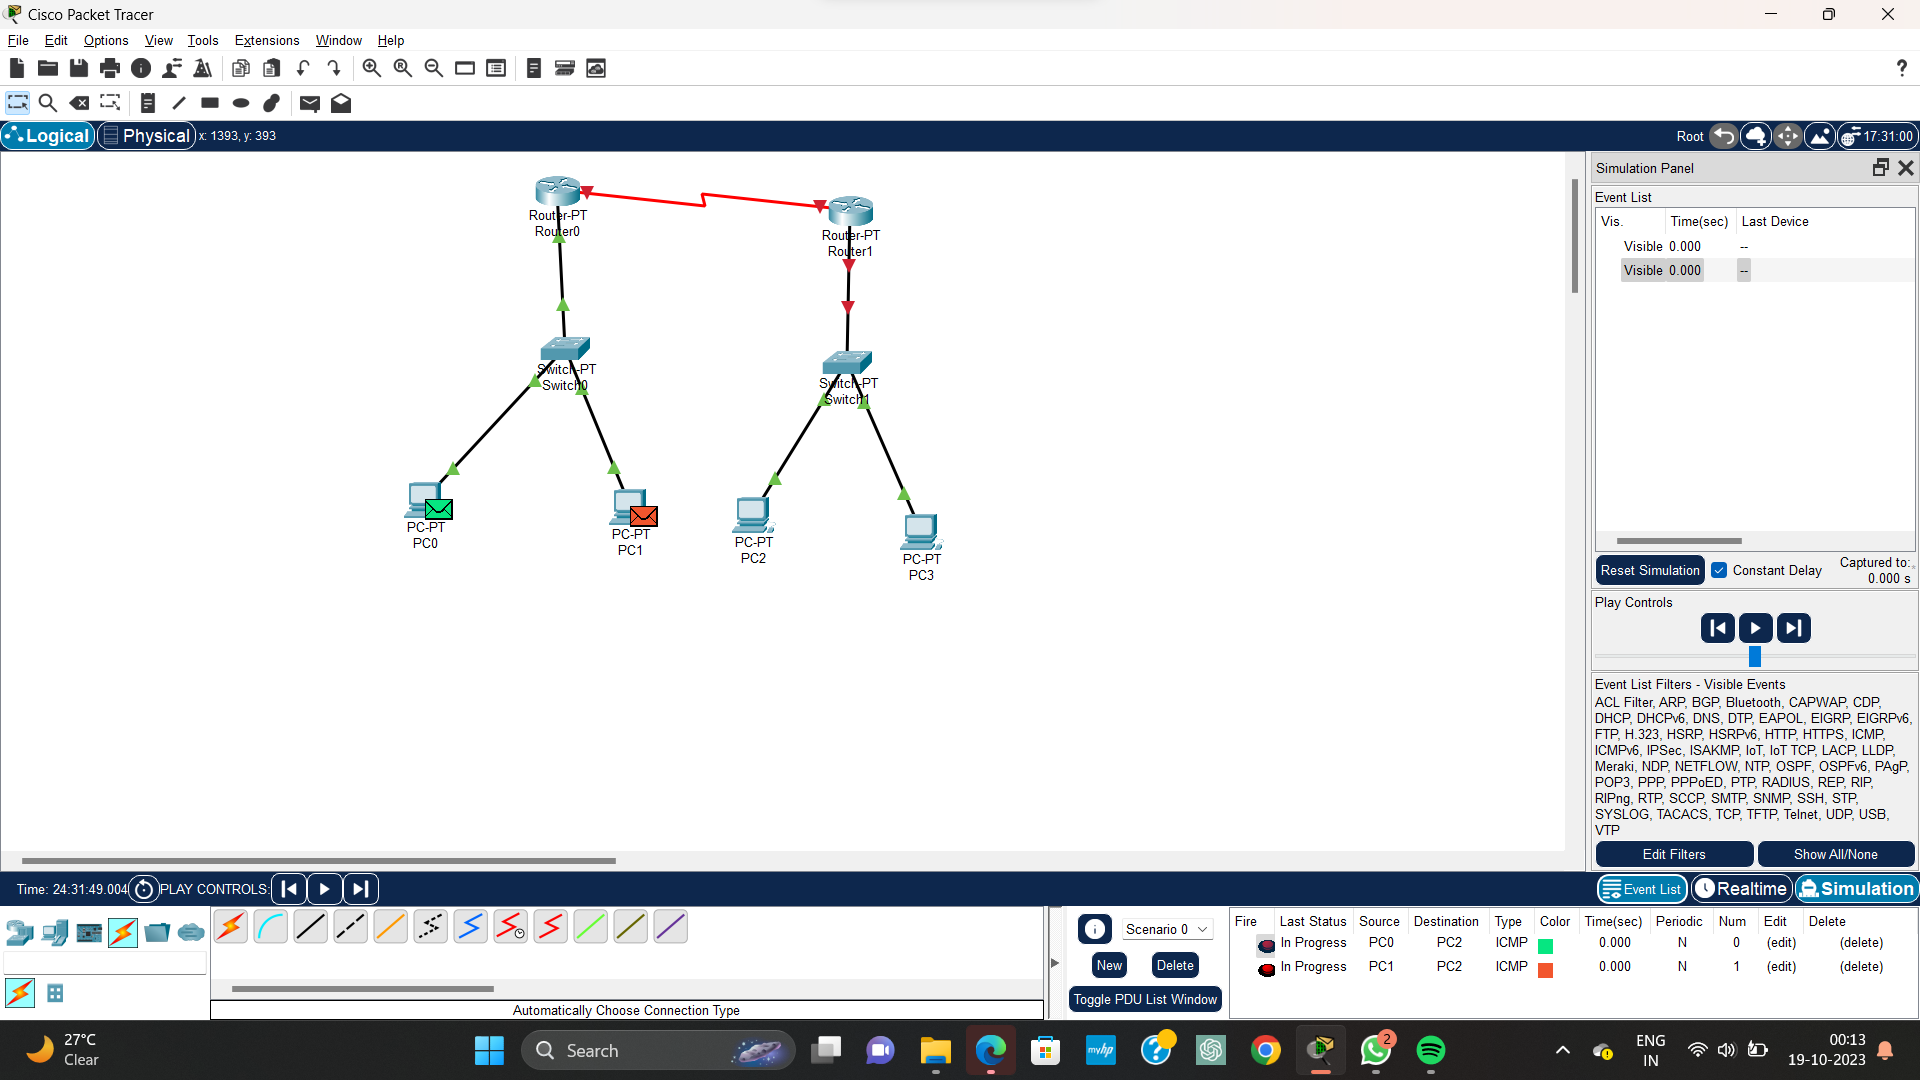 Cisco Packet Tracer
File Edit Options View Tools Extensions Window Help
?
Logical Physical x: 1393, y: 393
Root 17:31:00
Router-PT
Router0
Router-PT
Router1
Switch-PT
Switch0
Switch-PT
Switch1
PC-PT
PC0
PC-PT
PC1
PC-PT
PC2
PC-PT
PC3
Simulation Panel
Event List
Vis. Time(sec) Last Device
Visible 0.000 --
Visible 0.000 --
Reset Simulation Constant Delay Captured to:
0.000 s
Play Controls
Event List Filters - Visible Events
ACL Filter, ARP, BGP, Bluetooth, CAPWAP, CDP,
DHCP, DHCPv6, DNS, DTP, EAPOL, EIGRP, EIGRPv6,
FTP, H.323, HSRP, HSRPv6, HTTP, HTTPS, ICMP,
ICMPv6, IPSec, ISAKMP, IoT, IoT TCP, LACP, LLDP,
Meraki, NDP, NETFLOW, NTP, OSPF, OSPFv6, PAgP,
POP3, PPP, PPPoED, PTP, RADIUS, REP, RIP,
RIPng, RTP, SCCP, SMTP, SNMP, SSH, STP,
SYSLOG, TACACS, TCP, TFTP, Telnet, UDP, USB,
VTP
Edit Filters Show All/None
Time: 24:31:49.004 PLAY CONTROLS:
Event List Realtime Simulation
Automatically Choose Connection Type
Scenario 0
New Delete
Toggle PDU List Window
Fire Last Status Source Destination Type Color Time(sec) Periodic Num Edit Delete
In Progress PC0 PC2 ICMP 0.000 N 0 (edit) (delete)
In Progress PC1 PC2 ICMP 0.000 N 1 (edit) (delete)
27°C
Clear
Search
myhp
?
2
ENG
IN
00:13
19-10-2023